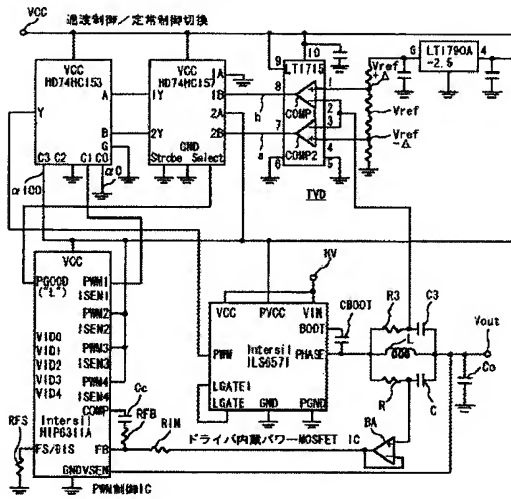 VCC
過渡制御/定常制御切換
VCC
HD74HC153
VCC
HD74HC157
LT1715
LT1790A
-2.5
10
9
G
4
Y
A
B
G
C3 C2
C1 C0
1Y
2Y
1A
1B
2A
2B
GND
Strobe Select
8
7
b
a
COMP
COMP2
1
2
3
4
5
6
Vref
+Δ
Vref
Vref
-Δ
TVD
α100
α0
VCC
PGOOD
("L")
VID0
VID1
VID2
VID3
VID4
Intersil
HIP6311A
FS/DIS
GND
VSEN
PWM1
ISEN1
PWM2
ISEN2
PWM3
ISEN3
PWM4
ISEN4
COMP
FB
RFS
PWM制御IC
Cc
RFB
RIN
HV
VCC
PVCC
VIN
BOOT
PHASE
PWM
Intersil
ILS6571
LGATE1
LGATE
GND
PGND
CBOOT
ドライバ内蔵パワーMOSFET IC
R3
C3
L
R
C
BA
Vout
Co